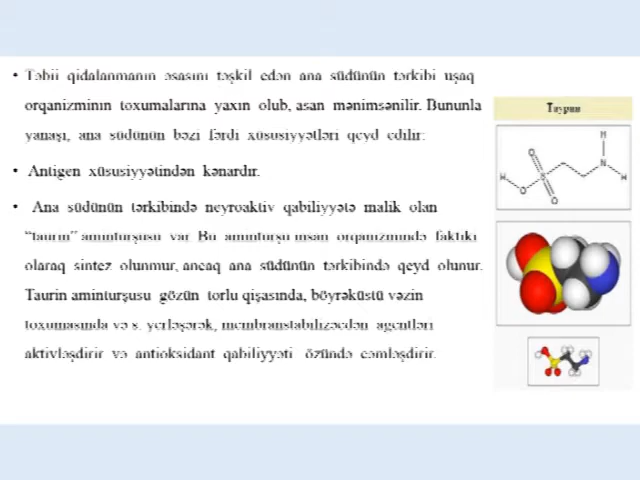 • Təbii qidalanmanın əsasını təşkil edən ana südünün tərkibi uşaq
orqanizminin toxumalarına yaxın olub, asan mənimsənilir. Bununla
yanaşı, ana südünün bəzi fərdi xüsusiyyətləri qeyd edilir:
• Antigen xüsusiyyətindən kənardır.
• Ana südünün tərkibində neyroaktiv qabiliyyətə malik olan
“taurin” aminturşusu var. Bu aminturşu insan orqanizmində faktiki
olaraq sintez olunmur, ancaq ana südünün tərkibində qeyd olunur.
Taurin aminturşusu gözün torlu qişasında, böyrəküstü vəzin
toxumasında və s. yerləşərək, membranstabilizəedən agentləri
aktivləşdirir və antioksidant qabiliyyəti özündə cəmləşdirir.
Таурин
H
O
H
S
N
H
O
O